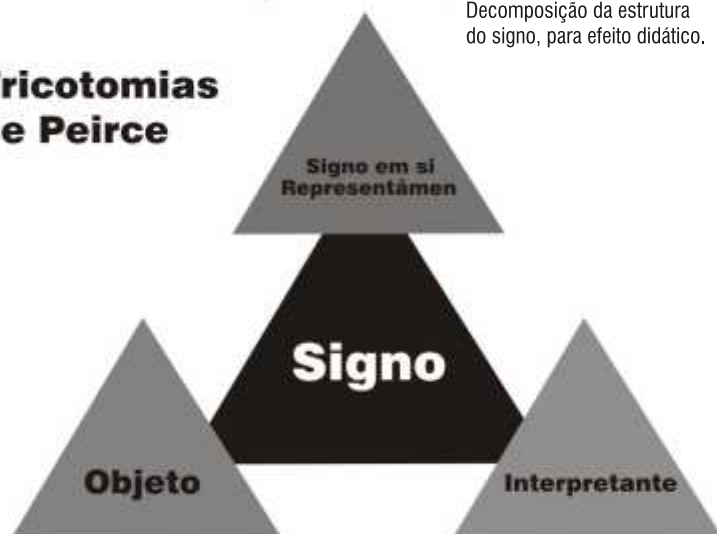 Decomposição da estrutura
do signo, para efeito didático.
ricotomias
e Peirce
Signo em si
Representâmen
Signo
Objeto
Interpretante